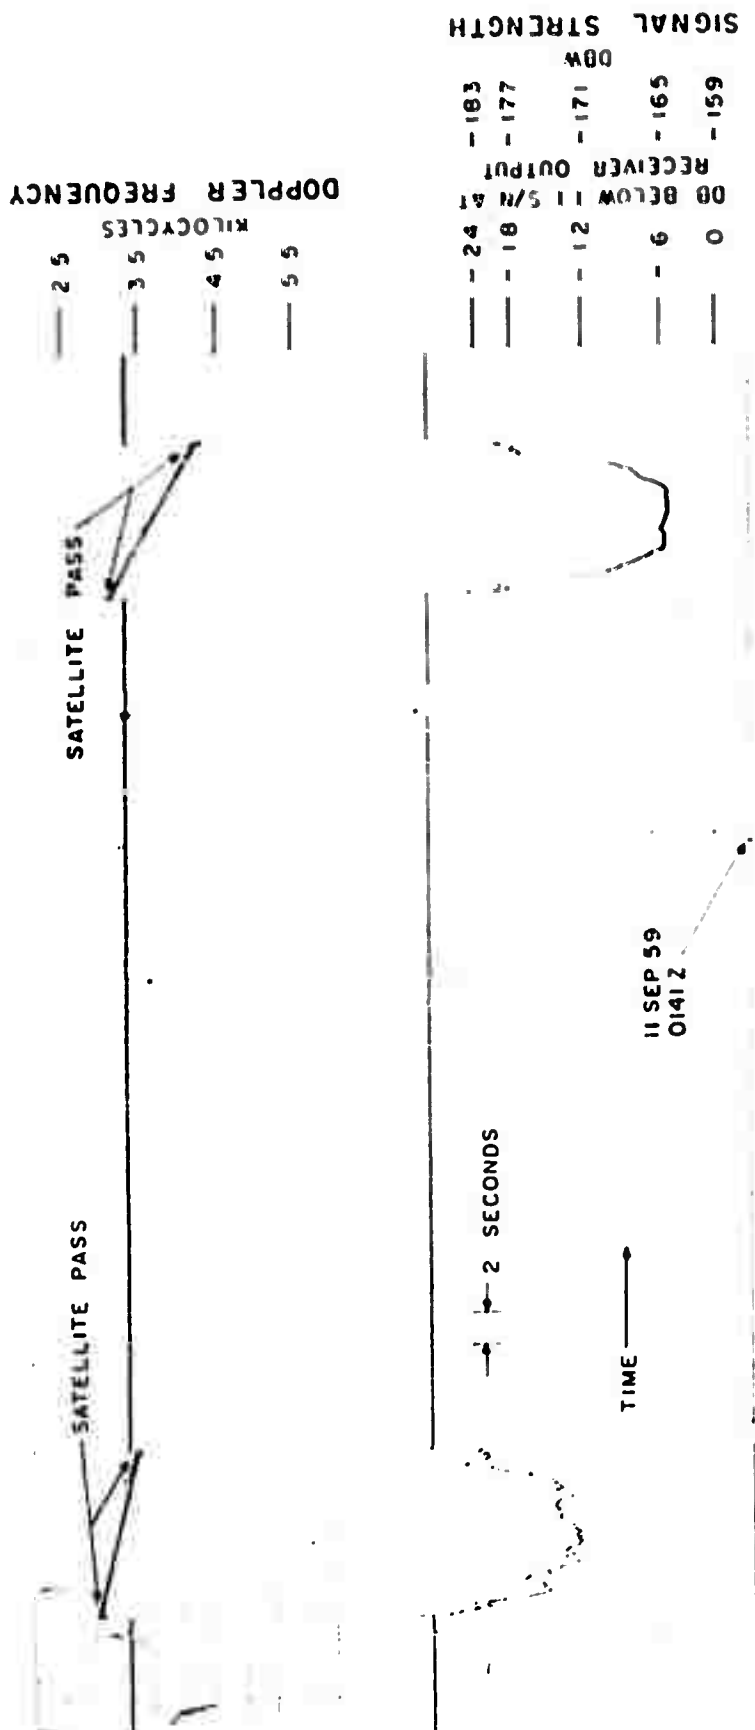 SIGNAL STRENGTH
DBW
-183
-177
-171
-165
-159
DB BELOW 1 1 S/N AT
RECEIVER OUTPUT
-24
-18
-12
-6
0
DOPPLER FREQUENCY
KILOCYCLES
2 5
3 5
4 5
5 5
SATELLITE PASS
SATELLITE PASS
11 SEP 59
0141 Z
2 SECONDS
TIME